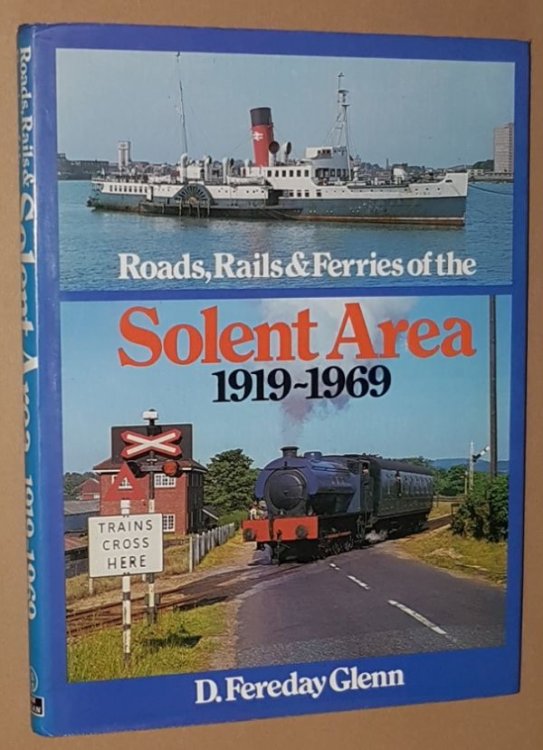 Roads, Rails & Ferries of the
Solent Area
1919~1969
TRAINS
CROSS
HERE
D. Fereday Glenn
Roads, Rails & Solent Area 1919-1969